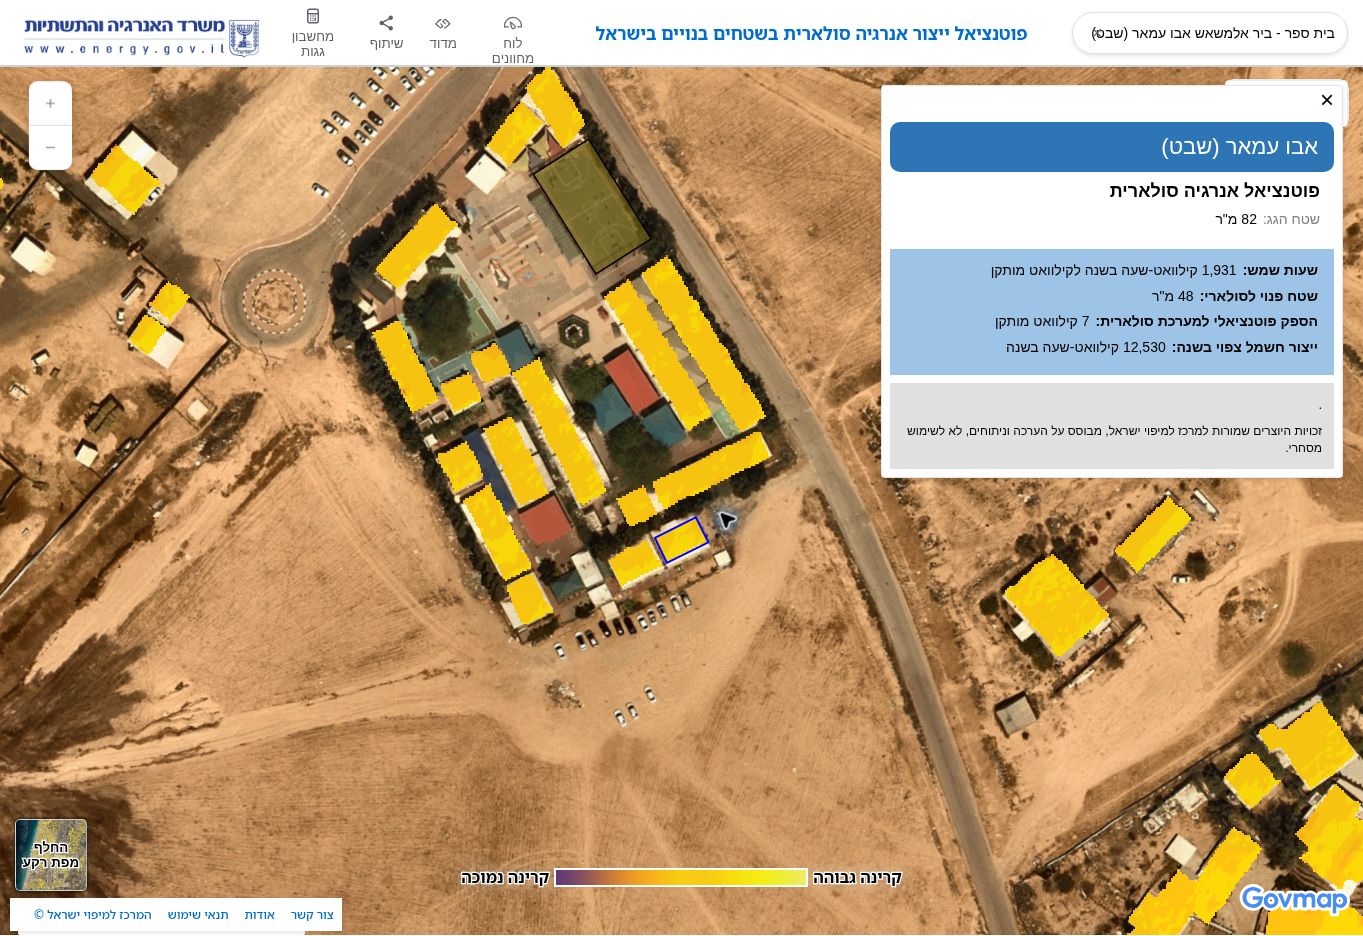 בית ספר - ביר אלמשאש אבו עמאר (שבט)
פוטנציאל ייצור אנרגיה סולארית בשטחים בנויים בישראל
לוח
מחוונים
מדוד
שיתוף
מחשבון
גגות
משרד האנרגיה והתשתיות
www.energy.gov.il
אבו עמאר (שבט)
פוטנציאל אנרגיה סולארית
שטח הגג: 82 מ"ר
שעות שמש: 1,931 קילוואט-שעה בשנה לקילוואט מותקן
שטח פנוי לסולארי: 48 מ"ר
הספק פוטנציאלי למערכת סולארית: 7 קילוואט מותקן
ייצור חשמל צפוי בשנה: 12,530 קילוואט-שעה בשנה
.
זכויות היוצרים שמורות למרכז למיפוי ישראל, מבוסס על הערכה וניתוחים, לא לשימוש
מסחרי.
החלף
מפת רקע
קרינה גבוהה
קרינה נמוכה
Govmap
צור קשר אודות תנאי שימוש המרכז למיפוי ישראל ©